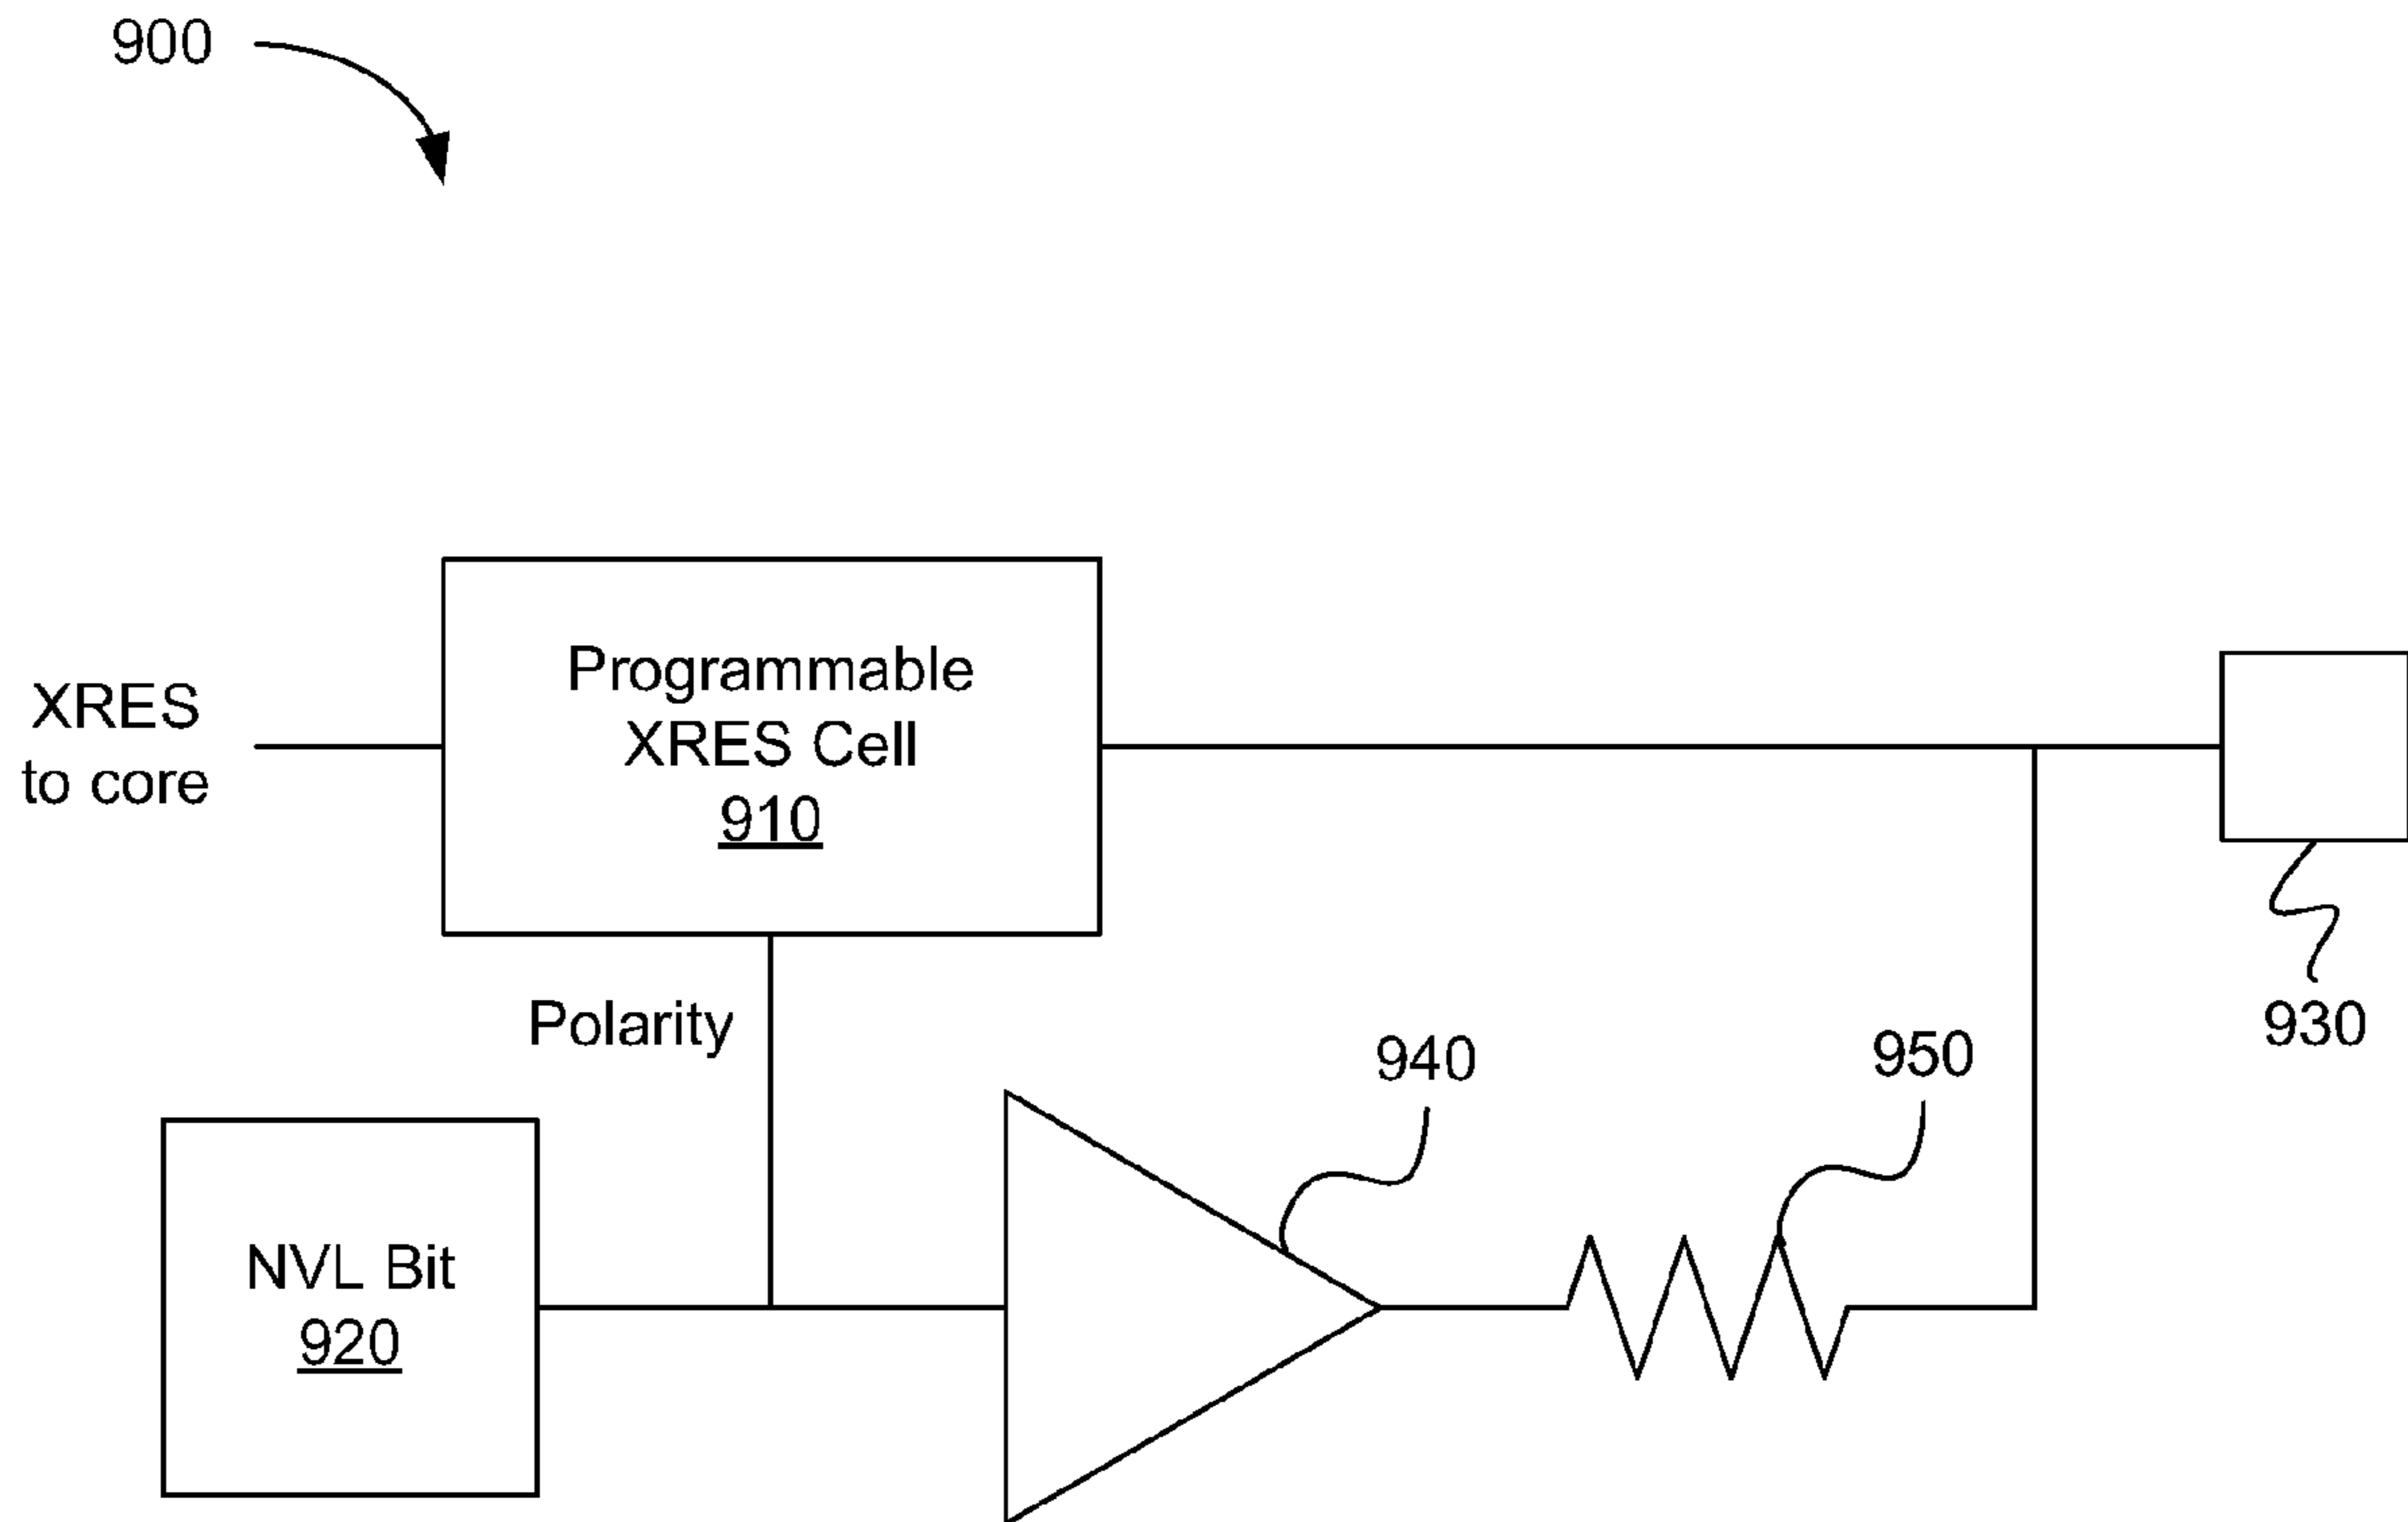 900
Programmable
XRES Cell
910
XRES
to core
Polarity
930
940
950
NVL Bit
920